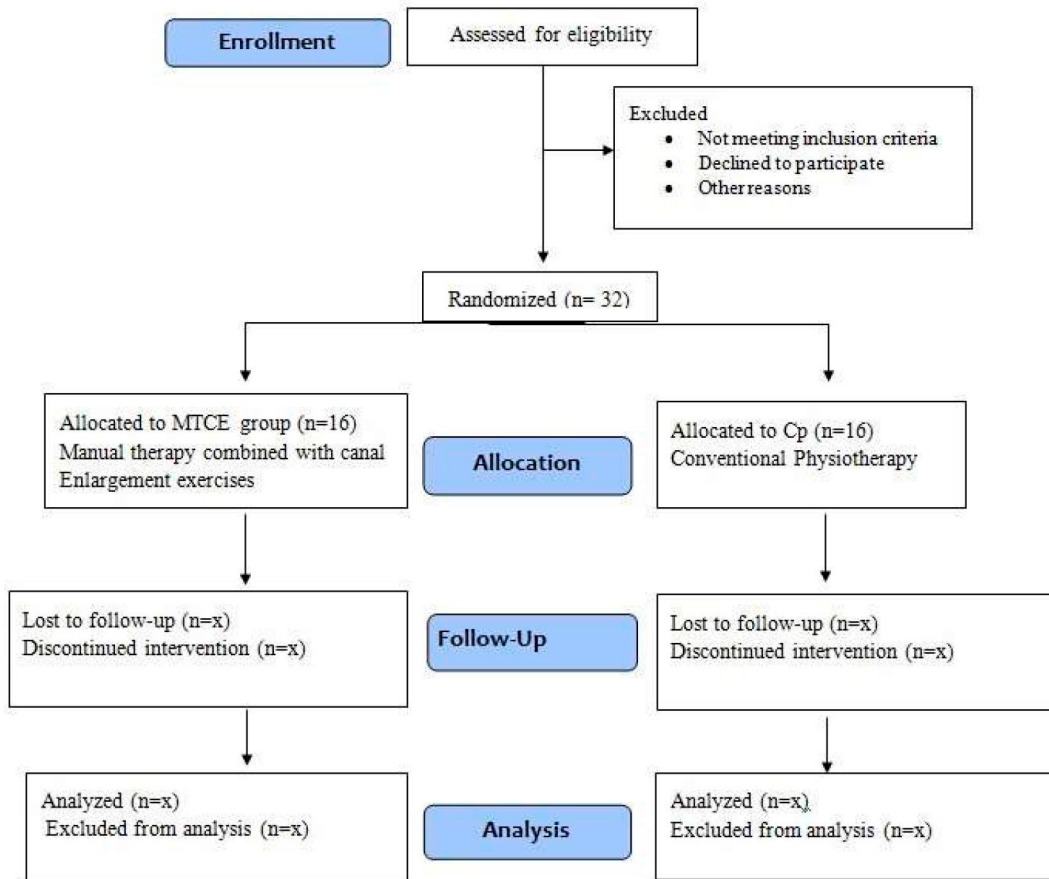 Enrollment
Assessed for eligibility
Excluded
• Not meeting inclusion criteria
• Declined to participate
• Other reasons
Randomized (n= 32)
Allocated to MTCE group (n=16)
Manual therapy combined with canal
Enlargement exercises
Allocation
Allocated to Cp (n=16)
Conventional Physiotherapy
Lost to follow-up (n=x)
Discontinued intervention (n=x)
Follow-Up
Lost to follow-up (n=x)
Discontinued intervention (n=x)
Analyzed (n=x)
Excluded from analysis (n=x)
Analysis
Analyzed (n=x)
Excluded from analysis (n=x)